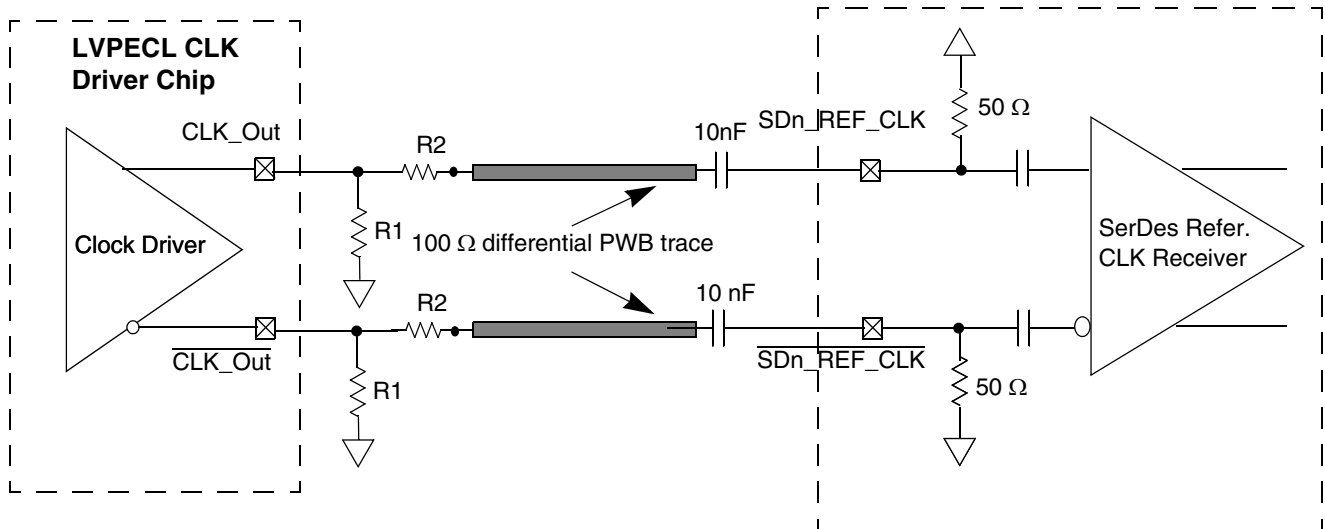 LVPECL CLK
Driver Chip
CLK_Out
R2
10nF
SDn_REF_CLK
50 Ω
Clock Driver
R1
100 Ω differential PWB trace
SerDes Refer.
CLK Receiver
R2
10 nF
CLK_Out
SDn_REF_CLK
R1
50 Ω